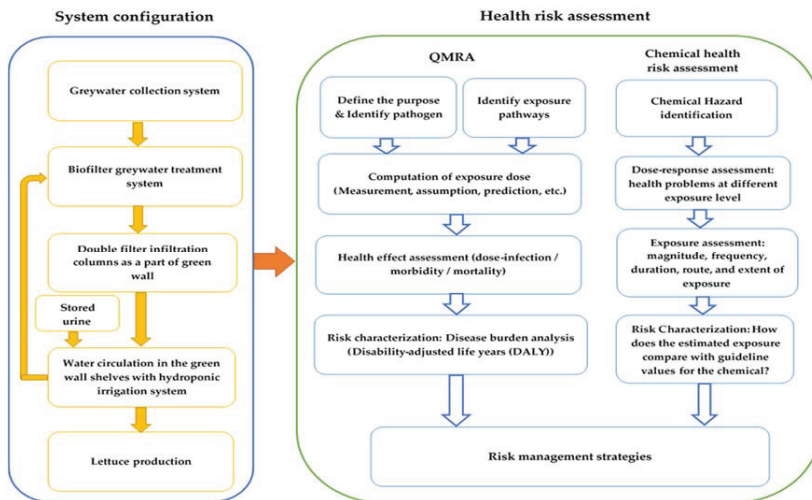 System configuration
Greywater collection system
Biofilter greywater treatment
system
Double filter infiltration
columns as a part of green
wall
Stored
urine
Water circulation in the green
wall shelves with hydroponic
irrigation system
Lettuce production
Health risk assessment
QMRA
Define the purpose
& Identify pathogen
Identify exposure
pathways
Computation of exposure dose
(Measurement, assumption, prediction, etc.)
Health effect assessment (dose-infection /
morbidity / mortality)
Risk characterization: Disease burden analysis
(Disability-adjusted life years (DALY))
Chemical health
risk assessment
Chemical Hazard
identification
Dose-response assessment:
health problems at different
exposure level
Exposure assessment:
magnitude, frequency,
duration, route, and extent of
exposure
Risk Characterization: How
does the estimated exposure
compare with guideline
values for the chemical?
Risk management strategies